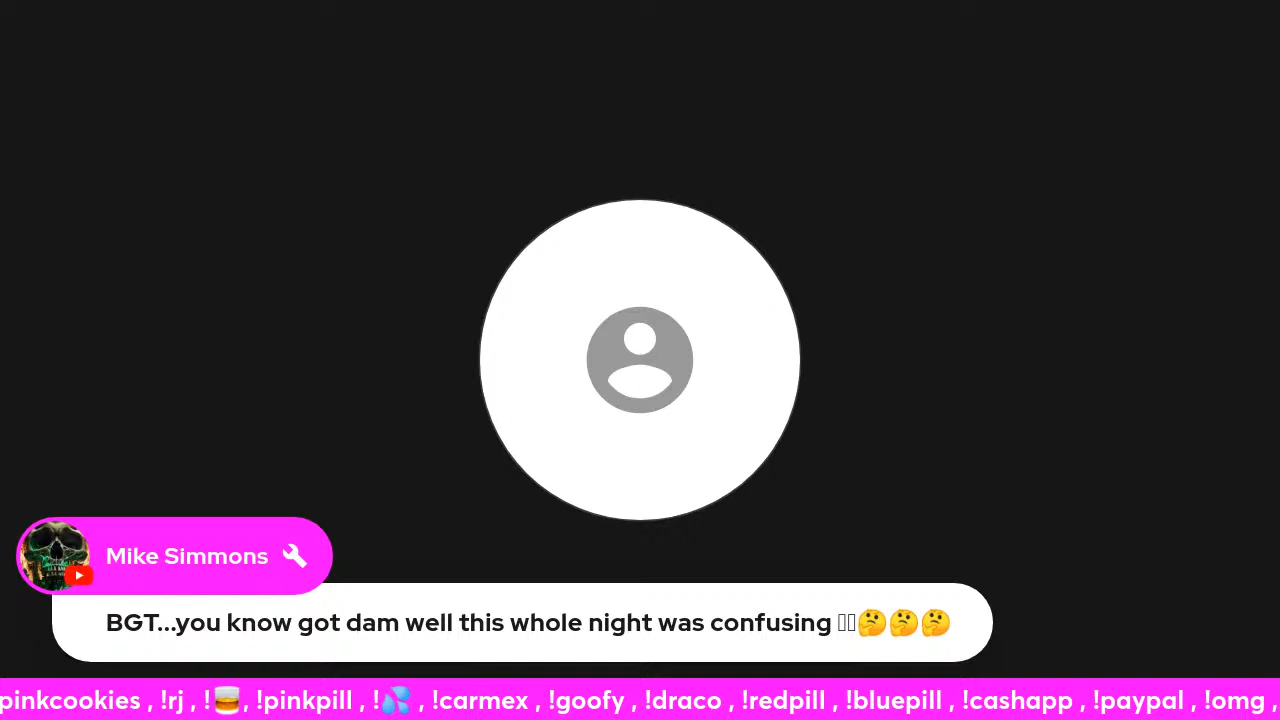 Mike Simmons
BGT...you know got dam well this whole night was confusing 🤔🤔🤔
pinkcookies , !rj , !🥃, !pinkpill , !💦 , !carmex , !goofy , !draco , !redpill , !bluepill , !cashapp , !paypal , !omg ,